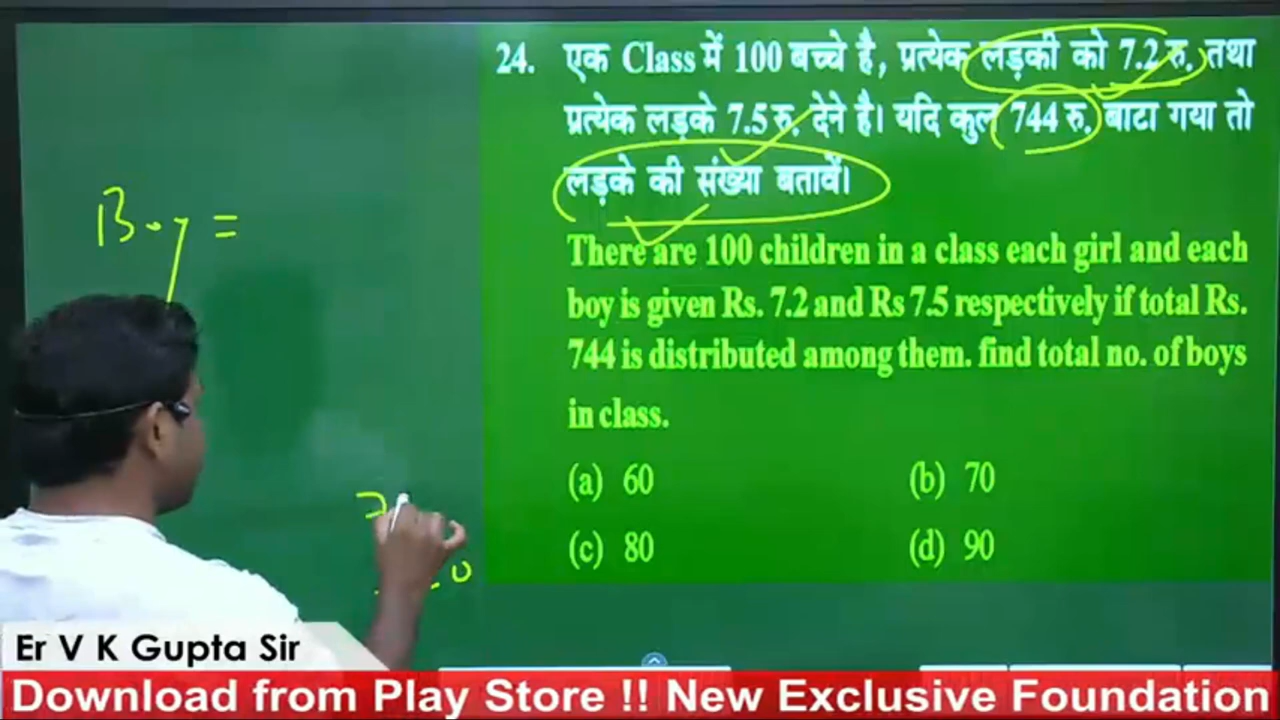 24. एक Class में 100 बच्चे है, प्रत्येक लड़की को 7.2 रु. तथा
प्रत्येक लड़के 7.5 रु. देने है। यदि कुल 744 रु. बाटा गया तो
लड़के की संख्या बतावें।
There are 100 children in a class each girl and each
boy is given Rs. 7.2 and Rs 7.5 respectively if total Rs.
744 is distributed among them. find total no. of boys
in class.
(a) 60 (b) 70
(c) 80 (d) 90
Boy =
Er V K Gupta Sir
Download from Play Store !! New Exclusive Foundation